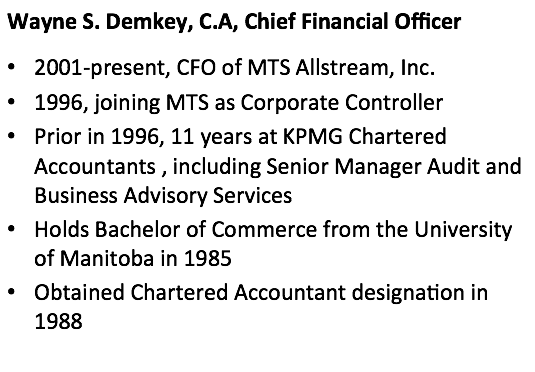 Wayne S. Demkey, C.A, Chief Financial Officer
• 2001-present, CFO of MTS Allstream, Inc.
• 1996, joining MTS as Corporate Controller
• Prior in 1996, 11 years at KPMG Chartered
Accountants , including Senior Manager Audit and
Business Advisory Services
• Holds Bachelor of Commerce from the University
of Manitoba in 1985
• Obtained Chartered Accountant designation in
1988